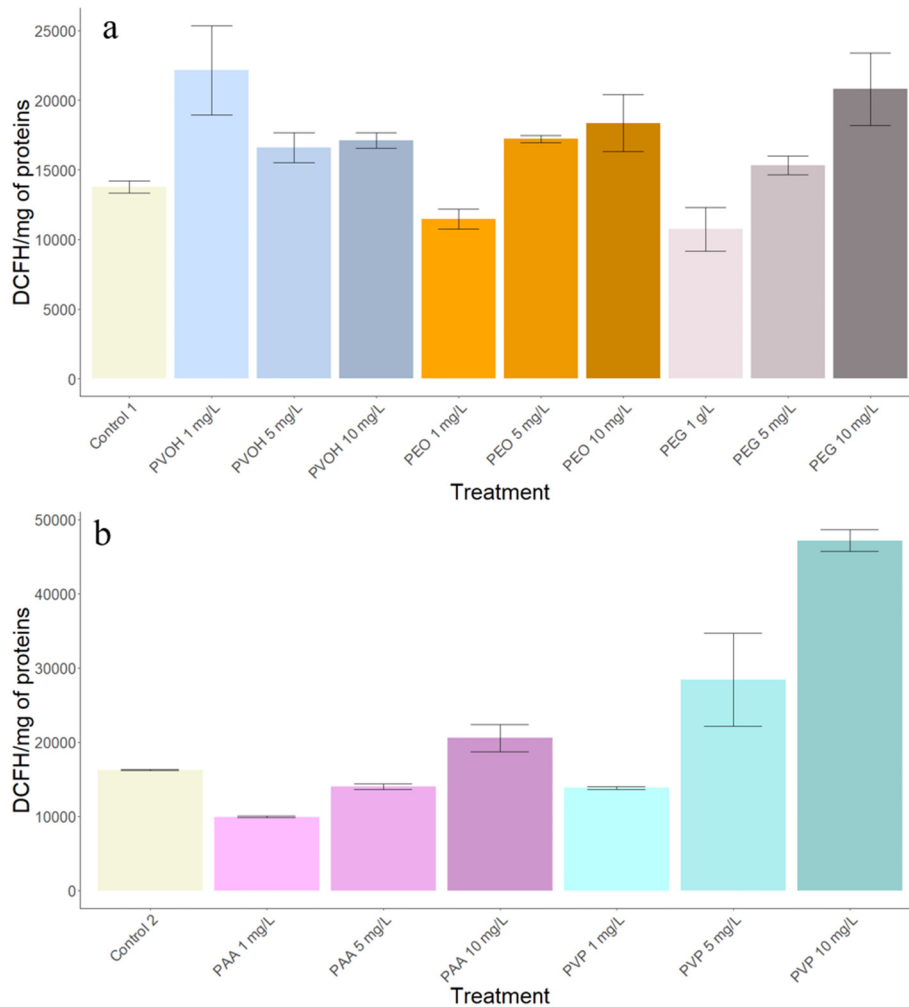 a
DCFH/mg of proteins
25000
20000
15000
10000
5000
0
Control 1
PVOH 1 mg/L
PVOH 5 mg/L
PVOH 10 mg/L
PEO 1 mg/L
PEO 5 mg/L
PEO 10 mg/L
PEG 1 g/L
PEG 5 mg/L
PEG 10 mg/L
Treatment
b
DCFH/mg of proteins
50000
40000
30000
20000
10000
0
Control 2
PAA 1 mg/L
PAA 5 mg/L
PAA 10 mg/L
PVP 1 mg/L
PVP 5 mg/L
PVP 10 mg/L
Treatment